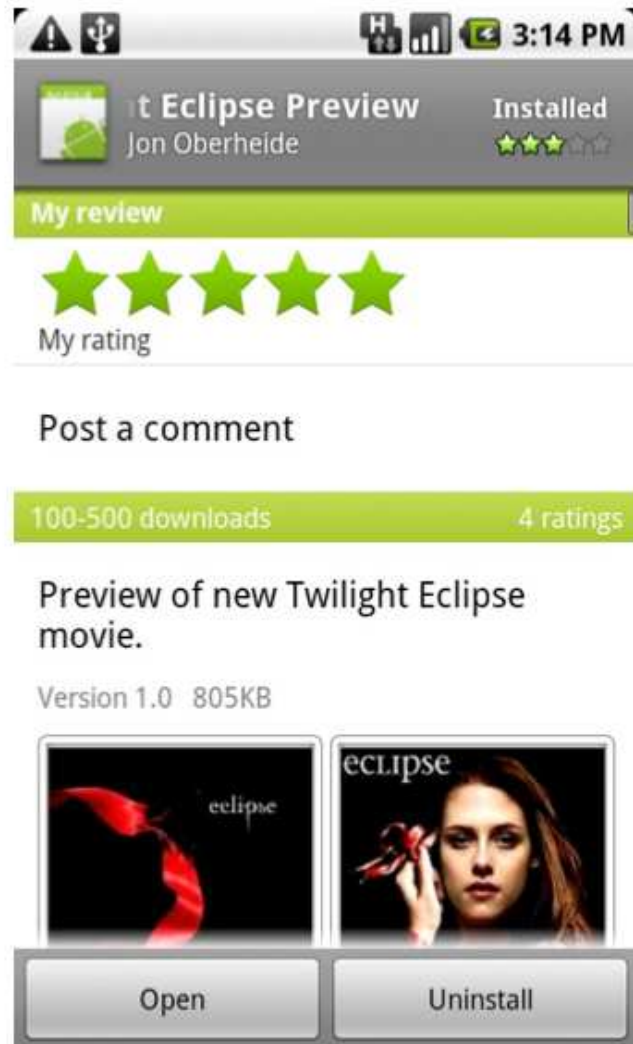 H
3:14 PM
t Eclipse Preview
Installed
Jon Oberheide
My review
My rating
Post a comment
100-500 downloads
4 ratings
Preview of new Twilight Eclipse
movie.
Version 1.0 805KB
eclipse
eclipse
Open
Uninstall